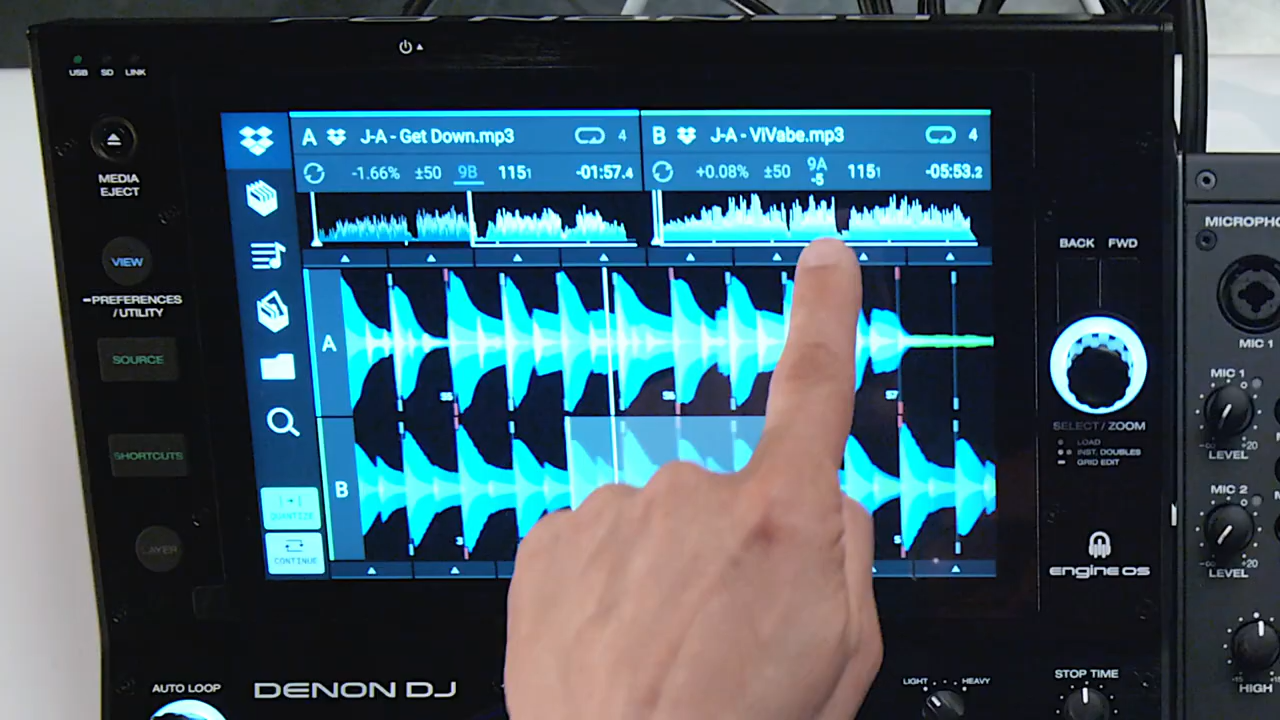 USB SD LINK
MEDIA
EJECT
VIEW
PREFERENCES
/UTILITY
SOURCE
SHORTCUTS
LAYER
A J-A - Get Down.mp3 4
-1.66% ±50 9B 115 -01:57.4
B J-A - ViVabe.mp3 4
+0.08% ±50 9A -5 115 -05:53.2
A
B
QUANTIZE
CONTINUE
BACK FWD
SELECT/ZOOM
LOAD
INST. DOUBLES
GRID EDIT
engine os
AUTO LOOP
DENON DJ
LIGHT HEAVY
STOP TIME
MIC 1
MIC 1
+20
LEVEL
MIC 2
+20
LEVEL
HIGH